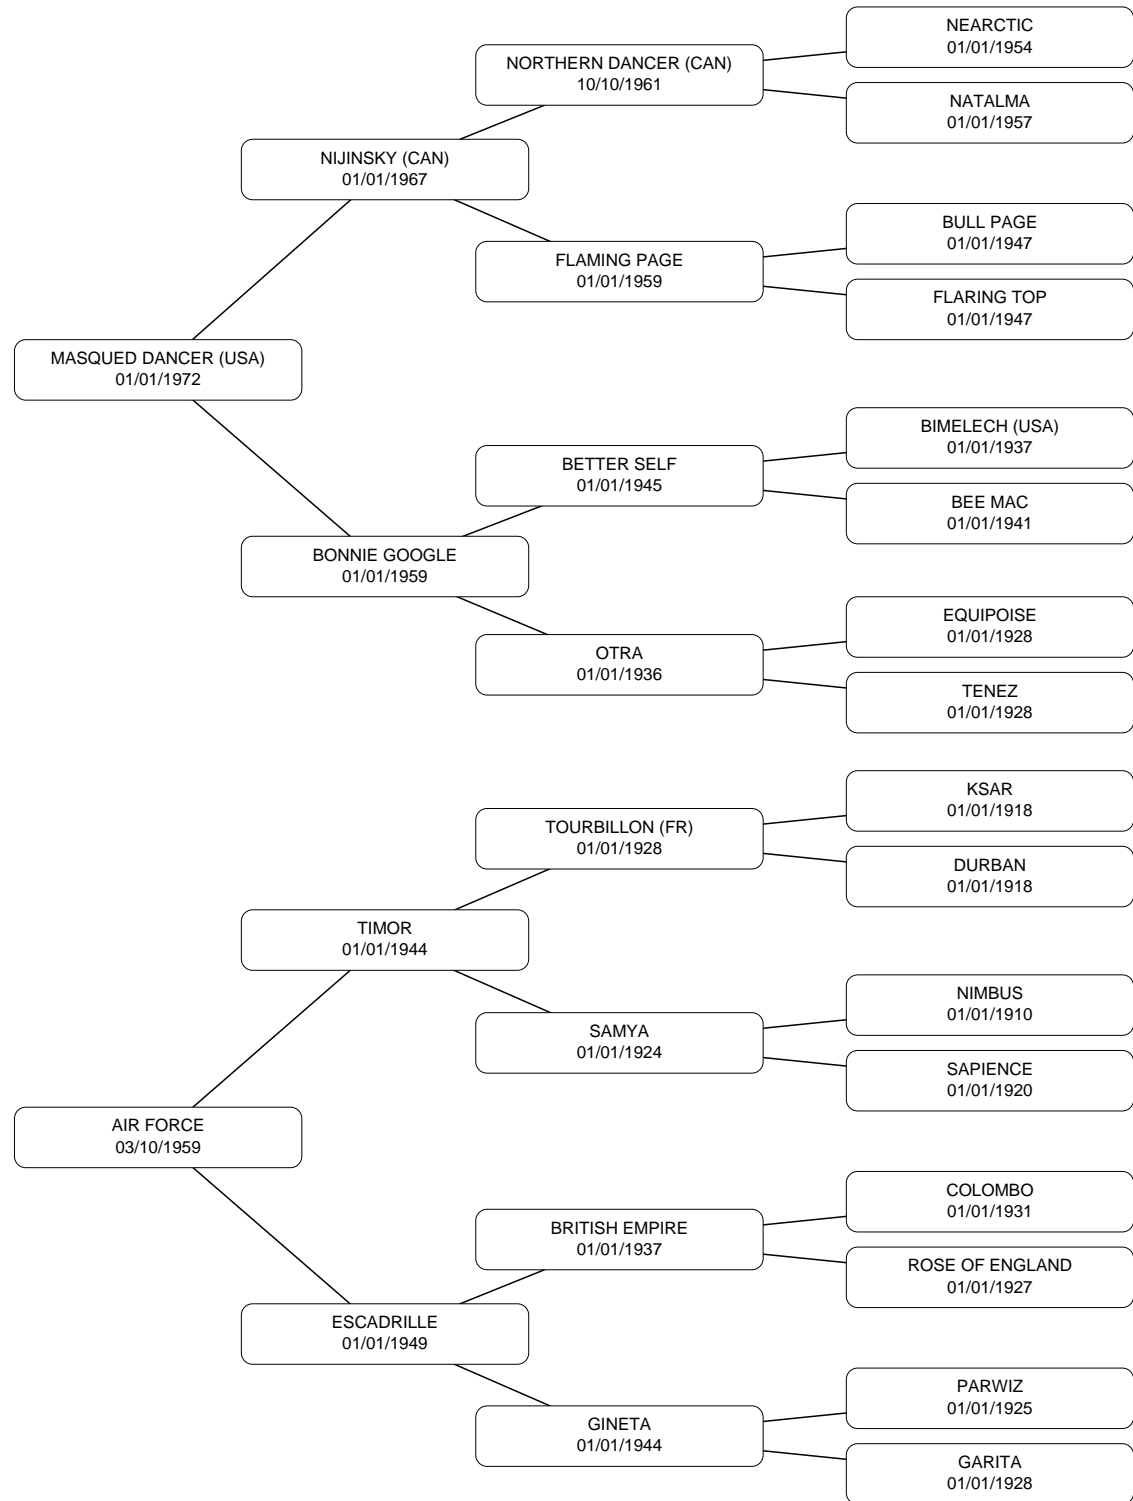 NEARCTIC
01/01/1954
NORTHERN DANCER (CAN)
10/10/1961
NATALMA
01/01/1957
NIJINSKY (CAN)
01/01/1967
BULL PAGE
01/01/1947
FLAMING PAGE
01/01/1959
FLARING TOP
01/01/1947
MASQUED DANCER (USA)
01/01/1972
BIMELECH (USA)
01/01/1937
BETTER SELF
01/01/1945
BEE MAC
01/01/1941
BONNIE GOOGLE
01/01/1959
EQUIPOISE
01/01/1928
OTRA
01/01/1936
TENEZ
01/01/1928
KSAR
01/01/1918
TOURBILLON (FR)
01/01/1928
DURBAN
01/01/1918
TIMOR
01/01/1944
NIMBUS
01/01/1910
SAMYA
01/01/1924
SAPIENCE
01/01/1920
AIR FORCE
03/10/1959
COLOMBO
01/01/1931
BRITISH EMPIRE
01/01/1937
ROSE OF ENGLAND
01/01/1927
ESCADRILLE
01/01/1949
PARWIZ
01/01/1925
GINETA
01/01/1944
GARITA
01/01/1928